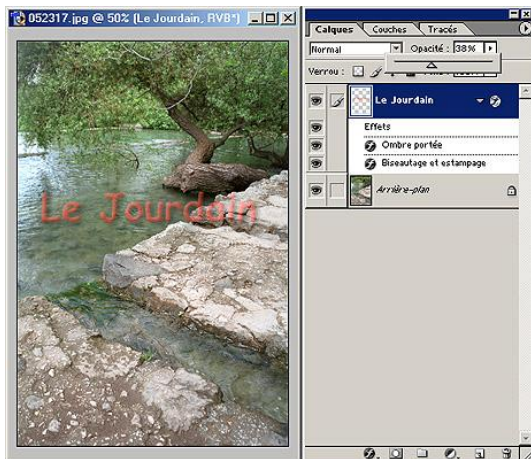 052317.jpg @ 50% (Le Jourdain, RVB*)
Le Jourdain
Calques Couches Tracés
Normal Opacité : 38%
Verrou :
Le Jourdain
Effets
Ombre portée
Biseautage et estampage
Arrière-plan